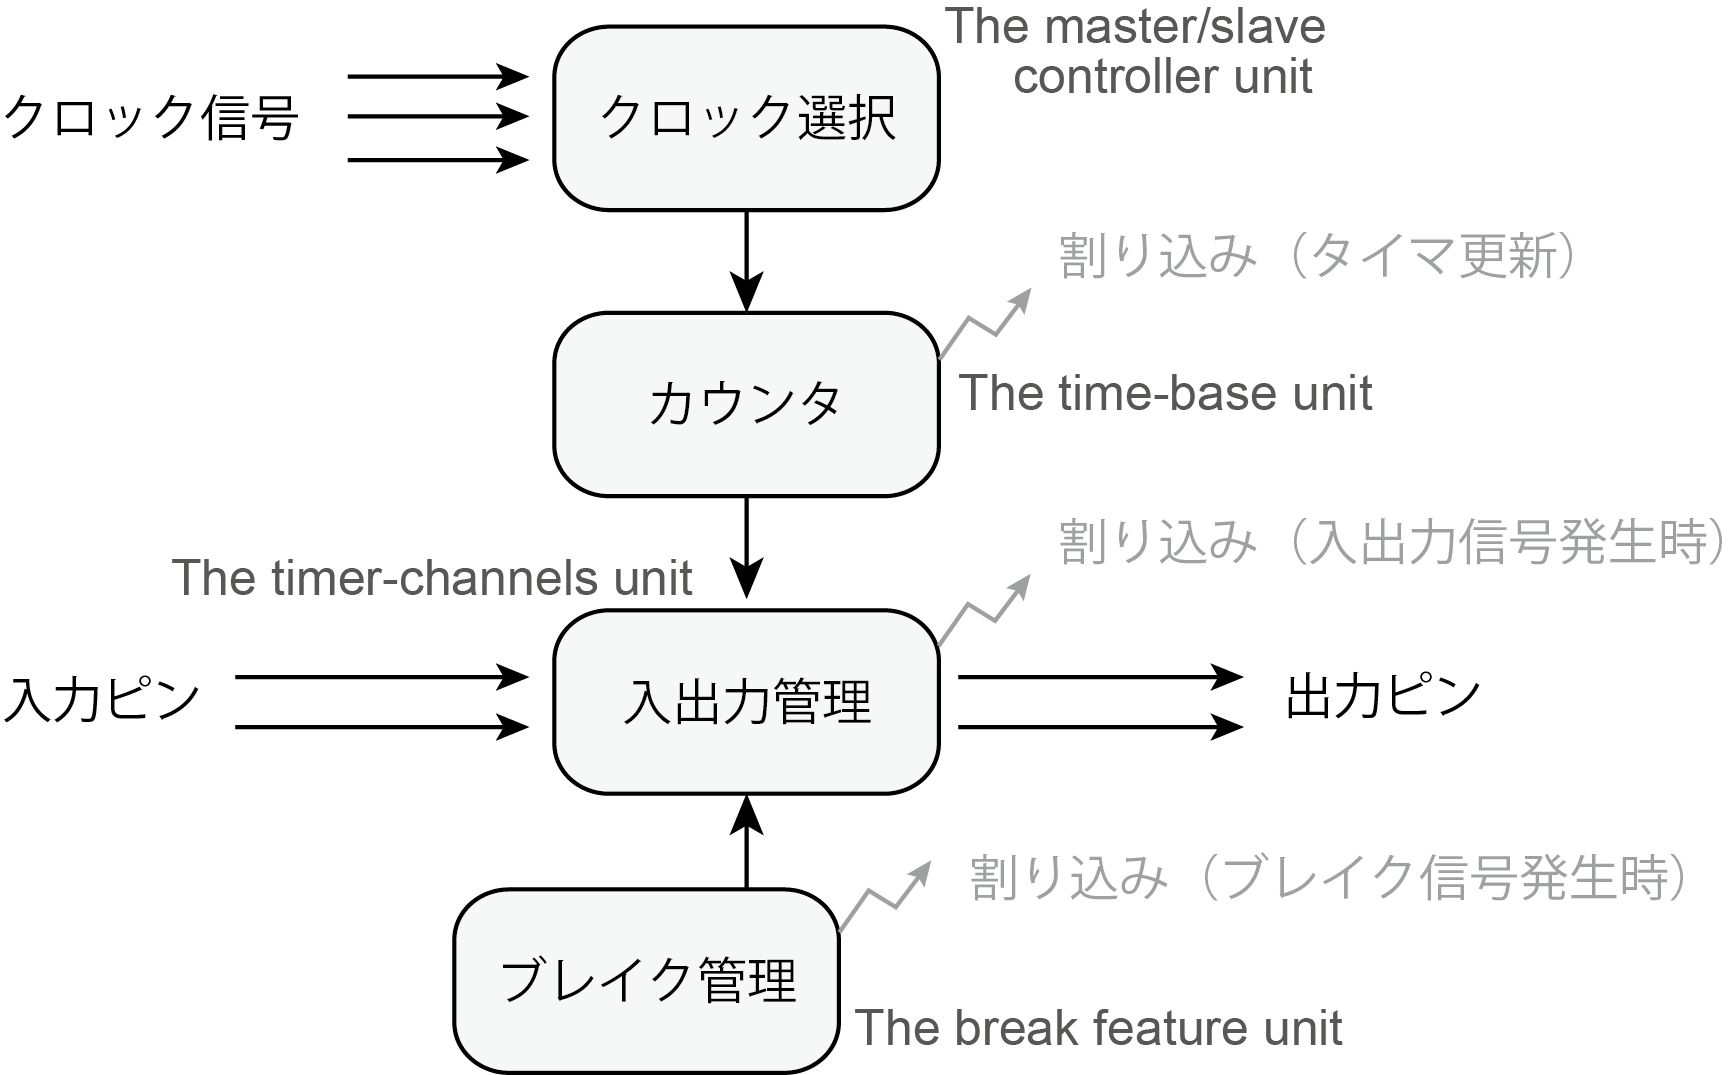 The master/slave
controller unit
クロック信号
クロック選択
割り込み（タイマ更新）
カウンタ
The time-base unit
割り込み（入出力信号発生時）
The timer-channels unit
入力ピン
入出力管理
出力ピン
割り込み（ブレイク信号発生時）
ブレイク管理
The break feature unit